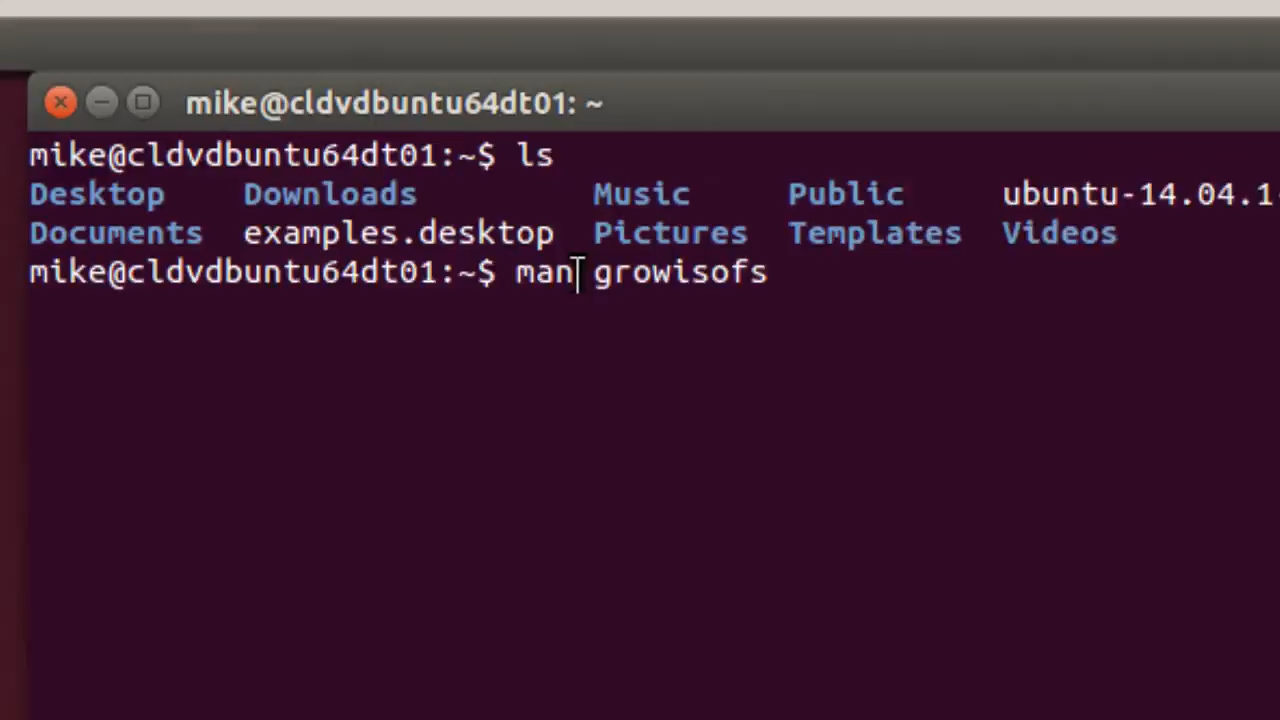 mike@cldvdbuntu64dt01: ~
mike@cldvdbuntu64dt01:~$ ls
Desktop Downloads Music Public ubuntu-14.04.1
Documents examples.desktop Pictures Templates Videos
mike@cldvdbuntu64dt01:~$ man growisofs